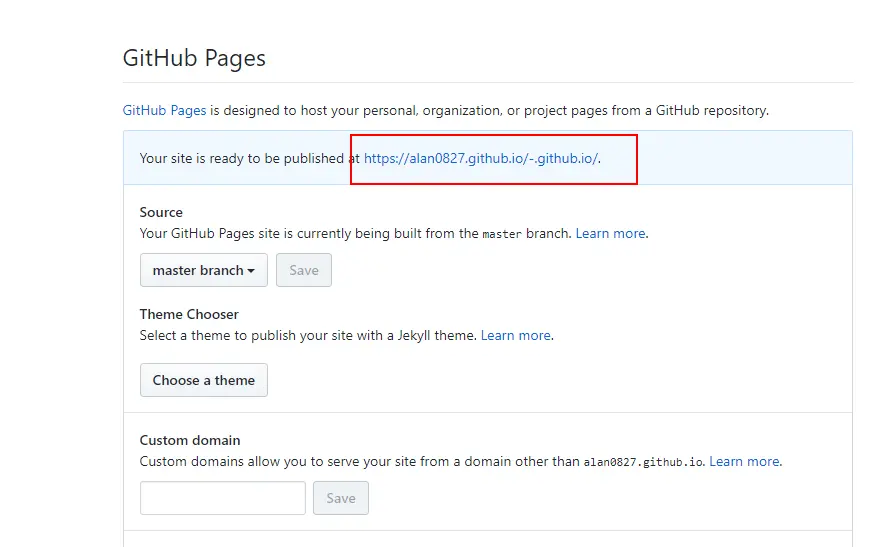 GitHub Pages
GitHub Pages is designed to host your personal, organization, or project pages from a GitHub repository.
Your site is ready to be published at https://alan0827.github.io/-.github.io/.
Source
Your GitHub Pages site is currently being built from the master branch. Learn more.
master branch Save
Theme Chooser
Select a theme to publish your site with a Jekyll theme. Learn more.
Choose a theme
Custom domain
Custom domains allow you to serve your site from a domain other than alan0827.github.io. Learn more.
Save